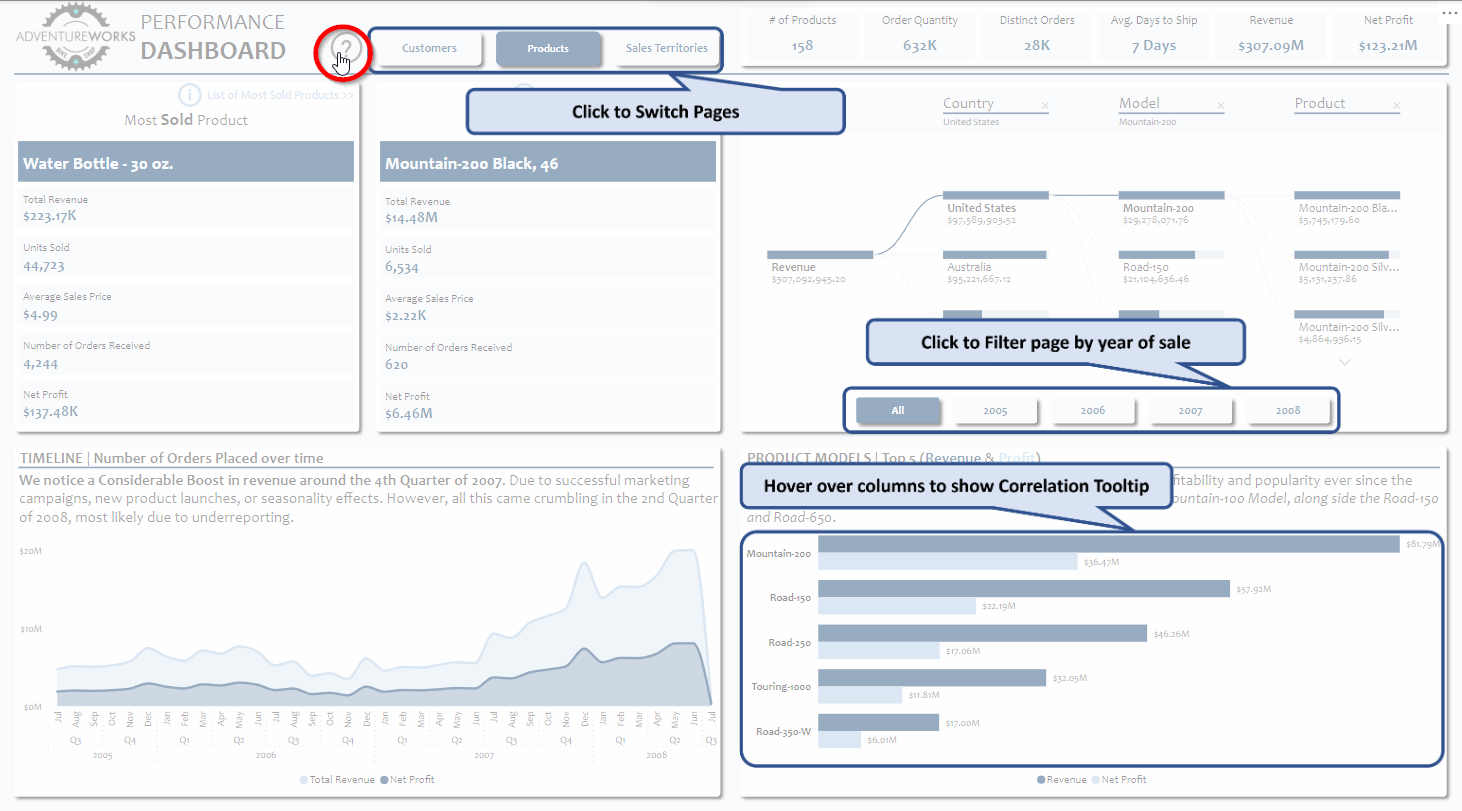 ADVENTUREWORKS
BIKE SHOP
PERFORMANCE
DASHBOARD
?
Customers
Products
Sales Territories
# of Products
158
Order Quantity
632K
Distinct Orders
28K
Avg. Days to Ship
7 Days
Revenue
$307.09M
Net Profit
$123.21M
Click to Switch Pages
List of Most Sold Products >>
Most Sold Product
Water Bottle - 30 oz.
Total Revenue
$223.17K
Units Sold
44,723
Average Sales Price
$4.99
Number of Orders Received
4,244
Net Profit
$137.48K
Mountain-200 Black, 46
Total Revenue
$14.48M
Units Sold
6,534
Average Sales Price
$2.22K
Number of Orders Received
620
Net Profit
$6.46M
Country
United States
Model
Mountain-200
Product
Revenue
$307,092,945.20
United States
$97,589,903.52
Australia
$95,221,667.12
Mountain-200
$29,278,071.76
Road-150
$21,104,636.46
Mountain-200 Bla...
$5,745,179.60
Mountain-200 Silv...
$5,131,237.86
Mountain-200 Silv...
$4,864,936.15
Click to Filter page by year of sale
All
2005
2006
2007
2008
TIMELINE | Number of Orders Placed over time
We notice a Considerable Boost in revenue around the 4th Quarter of 2007. Due to successful marketing
campaigns, new product launches, or seasonality effects. However, all this came crumbling in the 2nd Quarter
of 2008, most likely due to underreporting.
$20M
$10M
$0M
Jul Aug Sep Oct Nov Dec Jan Feb Mar Apr May Jun Jul Aug Sep Oct Nov Dec Jan Feb Mar Apr May Jun Jul Aug Sep Oct Nov Dec Jan Feb Mar Apr May Jun Jul
Q3 Q4 Q1 Q2 Q3 Q4 Q1 Q2 Q3 Q4 Q1 Q2 Q3
2005 2006 2007 2008
Total Revenue Net Profit
PRODUCT MODELS | Top 5 (Revenue & Profit)
Hover over columns to show Correlation Tooltip
fitability and popularity ever since the
ountain-100 Model, along side the Road-150
and Road-650.
Mountain-200
$81.79M
$36.47M
Road-150
$57.92M
$22.19M
Road-250
$46.26M
$17.06M
Touring-1000
$32.05M
$11.81M
Road-350-W
$17.00M
$6.01M
Revenue Net Profit